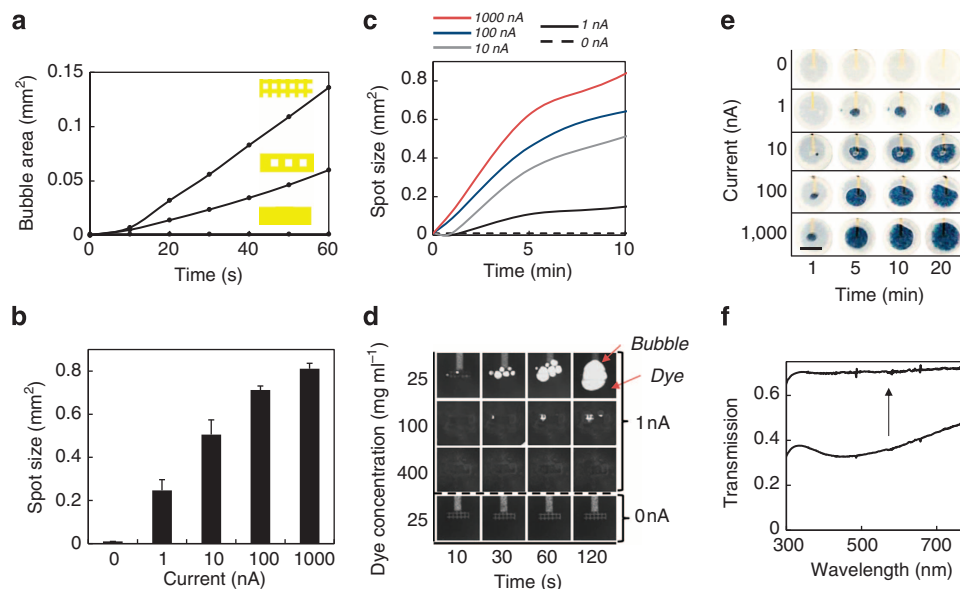 a
Bubble area (mm²)
0.15
0.1
0.05
0
0 20 40 60
Time (s)
b
Spot size (mm²)
0.8
0.6
0.4
0.2
0
0 1 10 100 1000
Current (nA)
c
1000 nA
100 nA
10 nA
1 nA
0 nA
Spot size (mm²)
0.8
0.6
0.4
0.2
0
0 5 10
Time (min)
d
Dye concentration (mg ml⁻¹)
25
100
400
25
Bubble
Dye
1 nA
0 nA
10 30 60 120
Time (s)
e
Current (nA)
0
1
10
100
1,000
1 5 10 20
Time (min)
f
Transmission
0.8
0.4
0
300 500 700
Wavelength (nm)